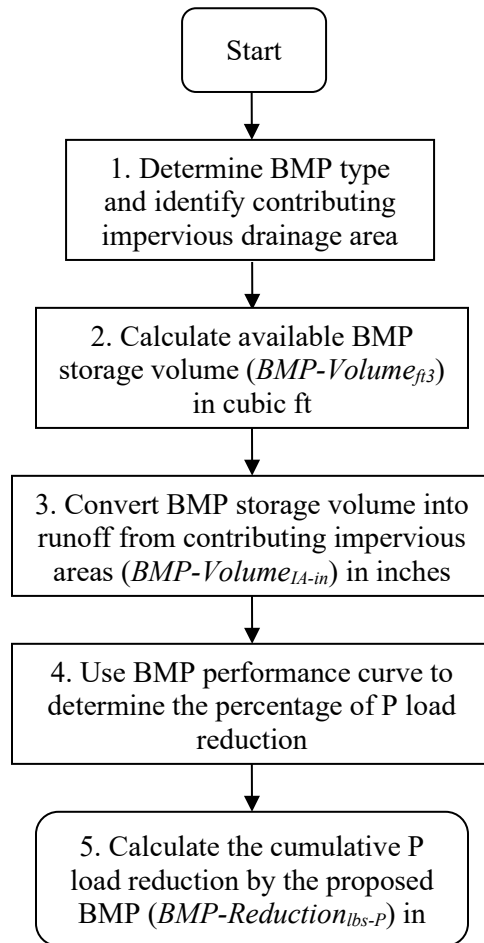 Start
1. Determine BMP type
and identify contributing
impervious drainage area
2. Calculate available BMP
storage volume (BMP-Volumeft3)
in cubic ft
3. Convert BMP storage volume into
runoff from contributing impervious
areas (BMP-VolumeIA-in) in inches
4. Use BMP performance curve to
determine the percentage of P load
reduction
5. Calculate the cumulative P
load reduction by the proposed
BMP (BMP-Reductionlbs-P) in